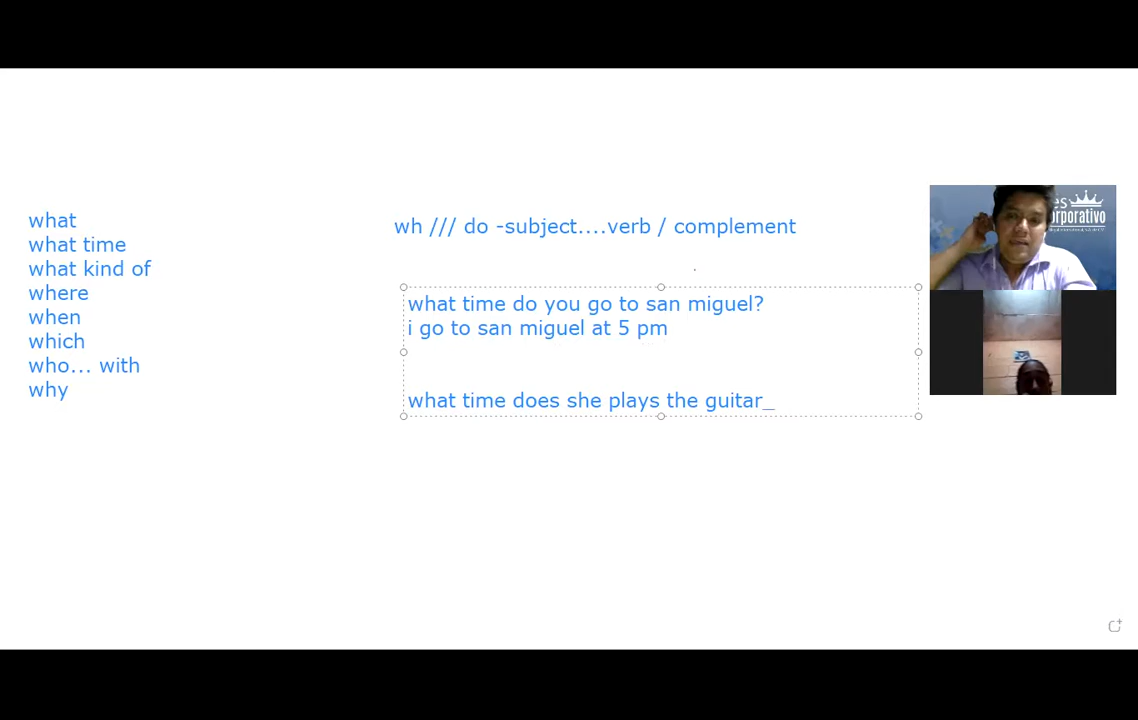 what
what time
what kind of
where
when
which
who... with
why
wh /// do -subject....verb / complement
what time do you go to san miguel?
i go to san miguel at 5 pm
what time does she plays the guitar_
es
orporativo